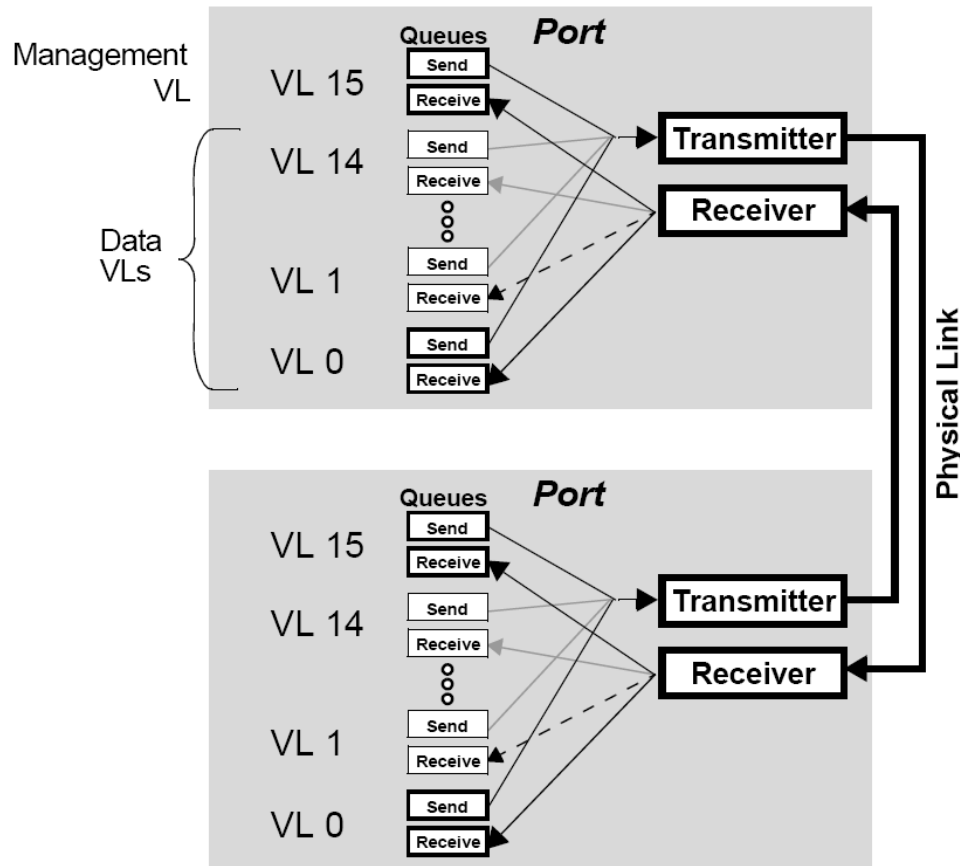 Management
VL
Data
VLs
Queues
Port
VL 15
Send
Receive
VL 14
Send
Receive
VL 1
Send
Receive
VL 0
Send
Receive
Transmitter
Receiver
Physical Link
Queues
Port
VL 15
Send
Receive
VL 14
Send
Receive
VL 1
Send
Receive
VL 0
Send
Receive
Transmitter
Receiver